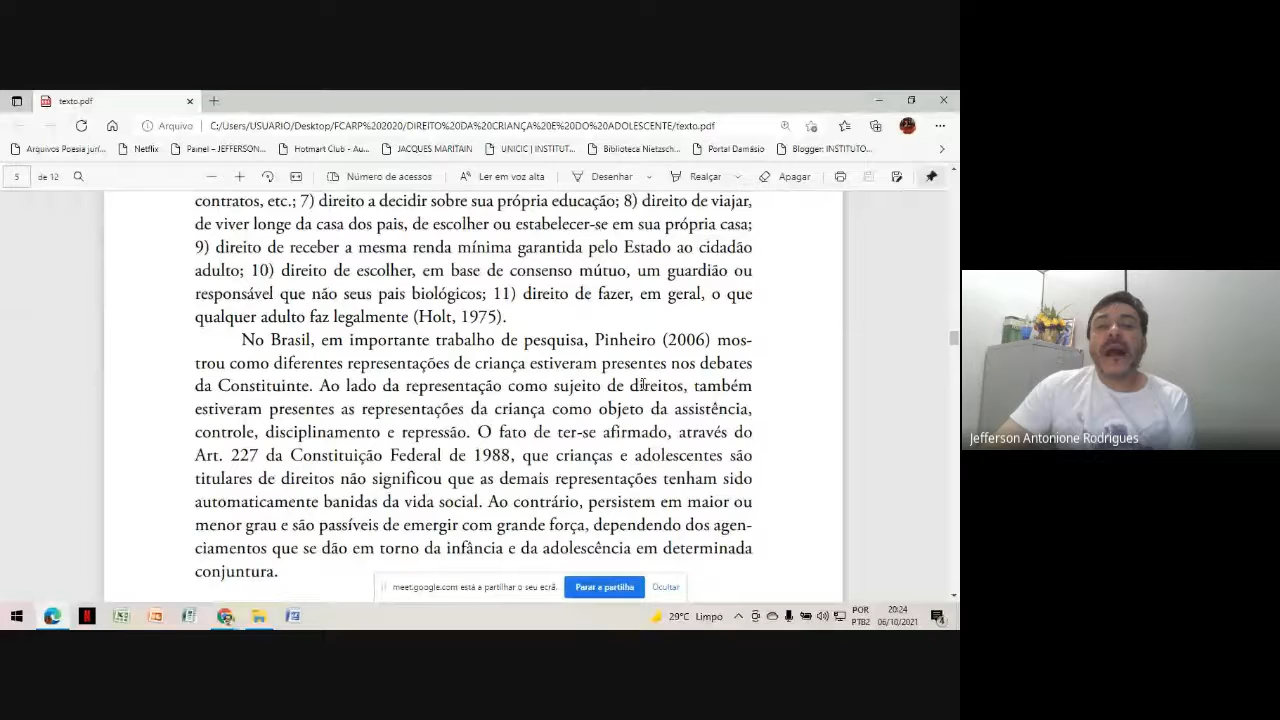 texto.pdf
Arquivo
C:/Users/USUARIO/Desktop/FCARP%202020/DIREITO%20DA%20CRIANÇA%20E%20DO%20ADOLESCENTE/texto.pdf
Arquivos Poesia jurí...
Netflix
Painel – JEFFERSON...
Hotmart Club - Au...
JACQUES MARITAIN
UNICIC | INSTITUT...
Biblioteca Nietzsch...
Portal Damásio
Blogger: INSTITUTO...
5 de 12
Número de acessos
Ler em voz alta
Desenhar
Realçar
Apagar
contratos, etc.; 7) direito a decidir sobre sua própria educação; 8) direito de viajar,
de viver longe da casa dos pais, de escolher ou estabelecer-se em sua própria casa;
9) direito de receber a mesma renda mínima garantida pelo Estado ao cidadão
adulto; 10) direito de escolher, em base de consenso mútuo, um guardião ou
responsável que não seus pais biológicos; 11) direito de fazer, em geral, o que
qualquer adulto faz legalmente (Holt, 1975).
No Brasil, em importante trabalho de pesquisa, Pinheiro (2006) mos-
trou como diferentes representações de criança estiveram presentes nos debates
da Constituinte. Ao lado da representação como sujeito de direitos, também
estiveram presentes as representações da criança como objeto da assistência,
controle, disciplinamento e repressão. O fato de ter-se afirmado, através do
Art. 227 da Constituição Federal de 1988, que crianças e adolescentes são
titulares de direitos não significou que as demais representações tenham sido
automaticamente banidas da vida social. Ao contrário, persistem em maior ou
menor grau e são passíveis de emergir com grande força, dependendo dos agen-
ciamentos que se dão em torno da infância e da adolescência em determinada
conjuntura.
meet.google.com está a partilhar o seu ecrã.
Parar a partilha
Ocultar
29°C Limpo
POR
PTB2
20:24
06/10/2021
4
Jefferson Antonione Rodrigues